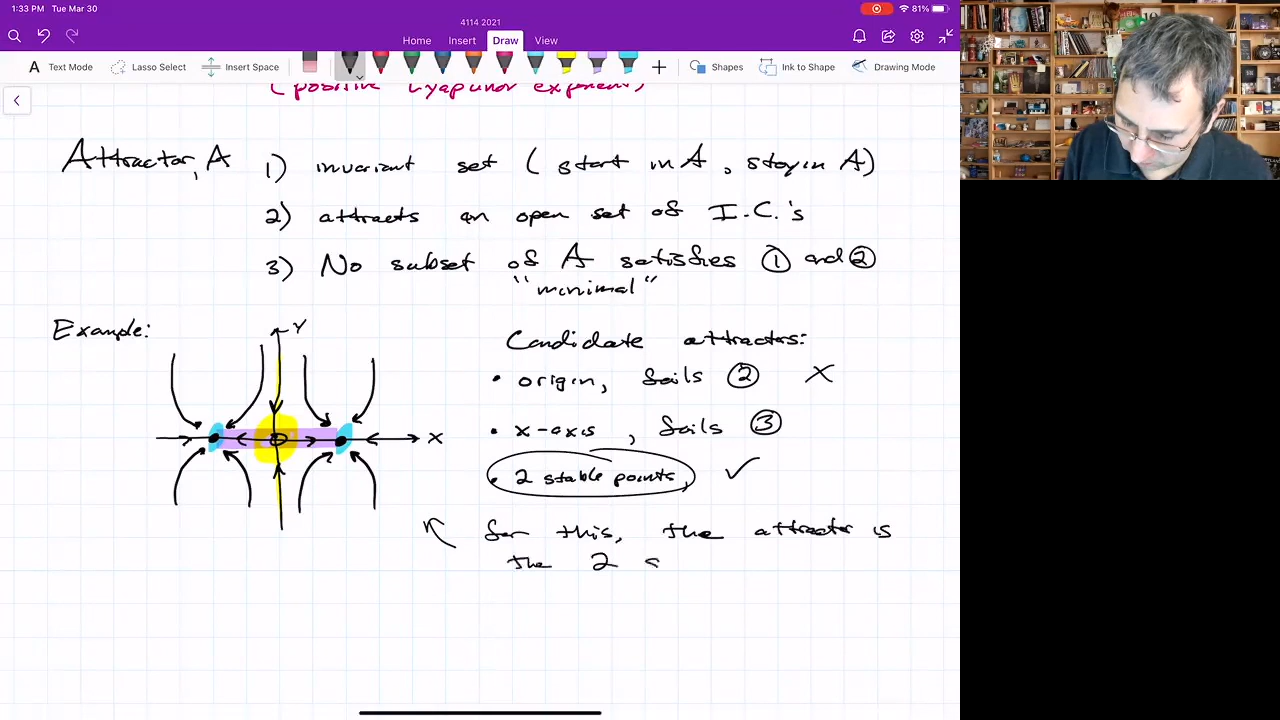 1:33 PM Tue Mar 30
81%
4114 2021
Home Insert Draw View
Text Mode Lasso Select Insert Space Shapes Ink to Shape Drawing Mode
(positive Lyapunov exponent)
Attractor, A 1) invariant set (start in A, stay in A)
2) attracts an open set of I.C.'s
3) No subset of A satisfies ① and ②
"minimal"
Example:
Y
X
Candidate attractors:
• origin, fails ② X
• x-axis, fails ③
• 2 stable points, ✓
for this, the attractor is
the 2 s